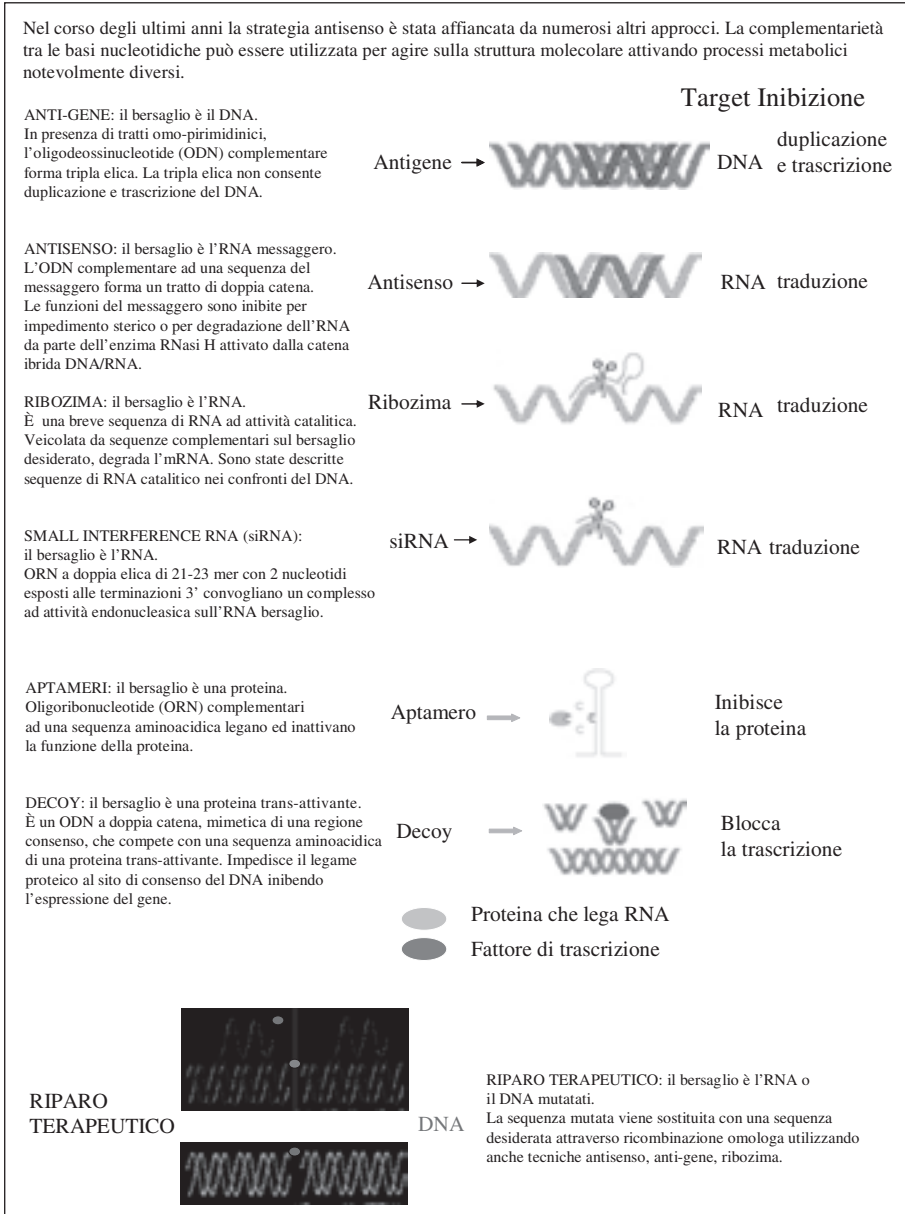 Nel corso degli ultimi anni la strategia antisenso è stata affiancata da numerosi altri approcci. La complementarietà
tra le basi nucleotidiche può essere utilizzata per agire sulla struttura molecolare attivando processi metabolici
notevolmente diversi.
Target Inibizione
ANTI-GENE: il bersaglio è il DNA.
In presenza di tratti omo-pirimidinici,
l'oligodeossinucleotide (ODN) complementare
forma tripla elica. La tripla elica non consente
duplicazione e trascrizione del DNA.
Antigene → DNA duplicazione
e trascrizione
ANTISENSO: il bersaglio è l'RNA messaggero.
L'ODN complementare ad una sequenza del
messaggero forma un tratto di doppia catena.
Le funzioni del messaggero sono inibite per
impedimento sterico o per degradazione dell'RNA
da parte dell'enzima RNasi H attivato dalla catena
ibrida DNA/RNA.
Antisenso → RNA traduzione
RIBOZIMA: il bersaglio è l'RNA.
È una breve sequenza di RNA ad attività catalitica.
Veicolata da sequenze complementari sul bersaglio
desiderato, degrada l'mRNA. Sono state descritte
sequenze di RNA catalitico nei confronti del DNA.
Ribozima → RNA traduzione
SMALL INTERFERENCE RNA (siRNA):
il bersaglio è l'RNA.
ORN a doppia elica di 21-23 mer con 2 nucleotidi
esposti alle terminazioni 3' convogliano un complesso
ad attività endonucleasica sull'RNA bersaglio.
siRNA → RNA traduzione
APTAMERI: il bersaglio è una proteina.
Oligoribonucleotide (ORN) complementari
ad una sequenza aminoacidica legano ed inattivano
la funzione della proteina.
Aptamero → Inibisce
la proteina
DECOY: il bersaglio è una proteina trans-attivante.
È un ODN a doppia catena, mimetica di una regione
consenso, che compete con una sequenza aminoacidica
di una proteina trans-attivante. Impedisce il legame
proteico al sito di consenso del DNA inibendo
l'espressione del gene.
Decoy → Blocca
la trascrizione
Proteina che lega RNA
Fattore di trascrizione
RIPARO
TERAPEUTICO
DNA
RIPARO TERAPEUTICO: il bersaglio è l'RNA o
il DNA mutatati.
La sequenza mutata viene sostituita con una sequenza
desiderata attraverso ricombinazione omologa utilizzando
anche tecniche antisenso, anti-gene, ribozima.